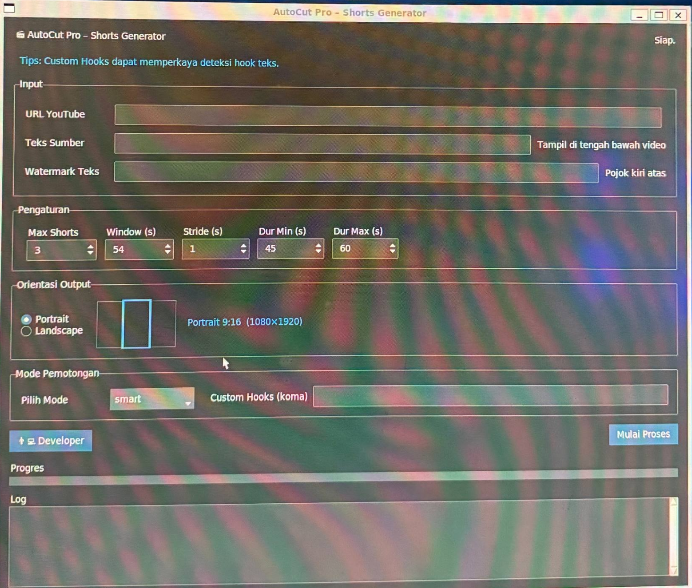 AutoCut Pro – Shorts Generator
AutoCut Pro – Shorts Generator
Siap.
Tips: Custom Hooks dapat memperkaya deteksi hook teks.
Input
URL YouTube
Teks Sumber
Tampil di tengah bawah video
Watermark Teks
Pojok kiri atas
Pengaturan
Max Shorts Window (s) Stride (s) Dur Min (s) Dur Max (s)
3 54 1 45 60
Orientasi Output
Portrait
Landscape
Portrait 9:16 (1080×1920)
Mode Pemotongan
Pilih Mode smart Custom Hooks (koma)
Developer
Mulai Proses
Progres
Log